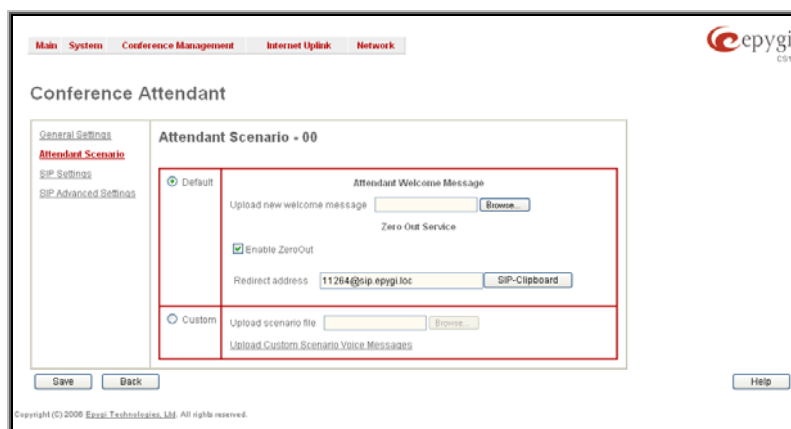 Main System Conference Management Internet Uplink Network
epygi
Conference Attendant
General Settings
Attendant Scenario
SIP Settings
SIP Advanced Settings
Attendant Scenario - 00
Default
Attendant Welcome Message
Upload new welcome message Browse...
Zero Out Service
Enable ZeroOut
Redirect address 11264@sip.epygi.loc SIP-Clipboard
Custom
Upload scenario file Browse...
Upload Custom Scenario Voice Messages
Save Back Help
Copyright (C) 2008 Epygi Technologies, Ltd. All rights reserved.